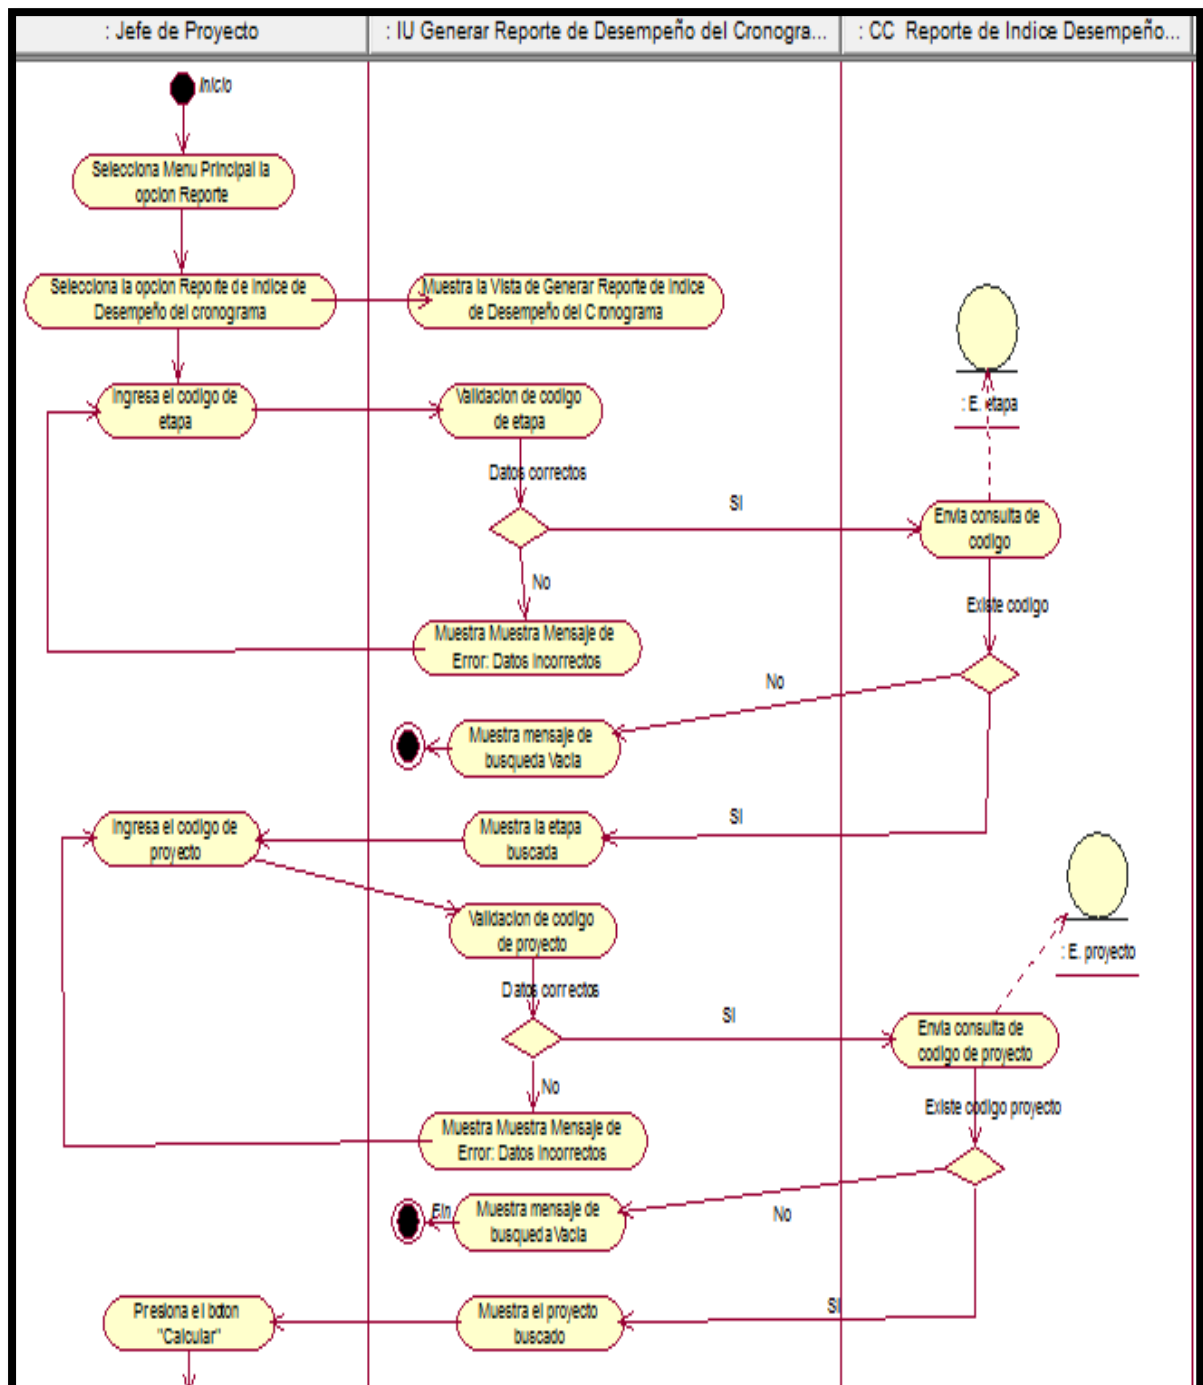 : Jefe de Proyecto
: IU Generar Reporte de Desempeño del Cronogra...
: CC Reporte de Indice Desempeño...
Inicio
Selecciona Menu Principal la
opcion Reporte
Selecciona la opcion Reporte de Indice de
Desempeño del cronograma
Muestra la Vista de Generar Reporte de Indice
de Desempeño del Cronograma
Ingresa el codigo de
etapa
Validacion de codigo
de etapa
: E. etapa
Datos correctos
SI
Envia consulta de
codigo
No
Existe codigo
Muestra Muestra Mensaje de
Error: Datos Incorrectos
No
Muestra mensaje de
busqueda Vacia
SI
Ingresa el codigo de
proyecto
Muestra la etapa
buscada
Validacion de codigo
de proyecto
: E. proyecto
Datos correctos
SI
Envia consulta de
codigo de proyecto
No
Existe codigo proyecto
Muestra Muestra Mensaje de
Error: Datos Incorrectos
Fin
Muestra mensaje de
busqueda Vacia
No
SI
Presiona el boton
"Calcular"
Muestra el proyecto
buscado